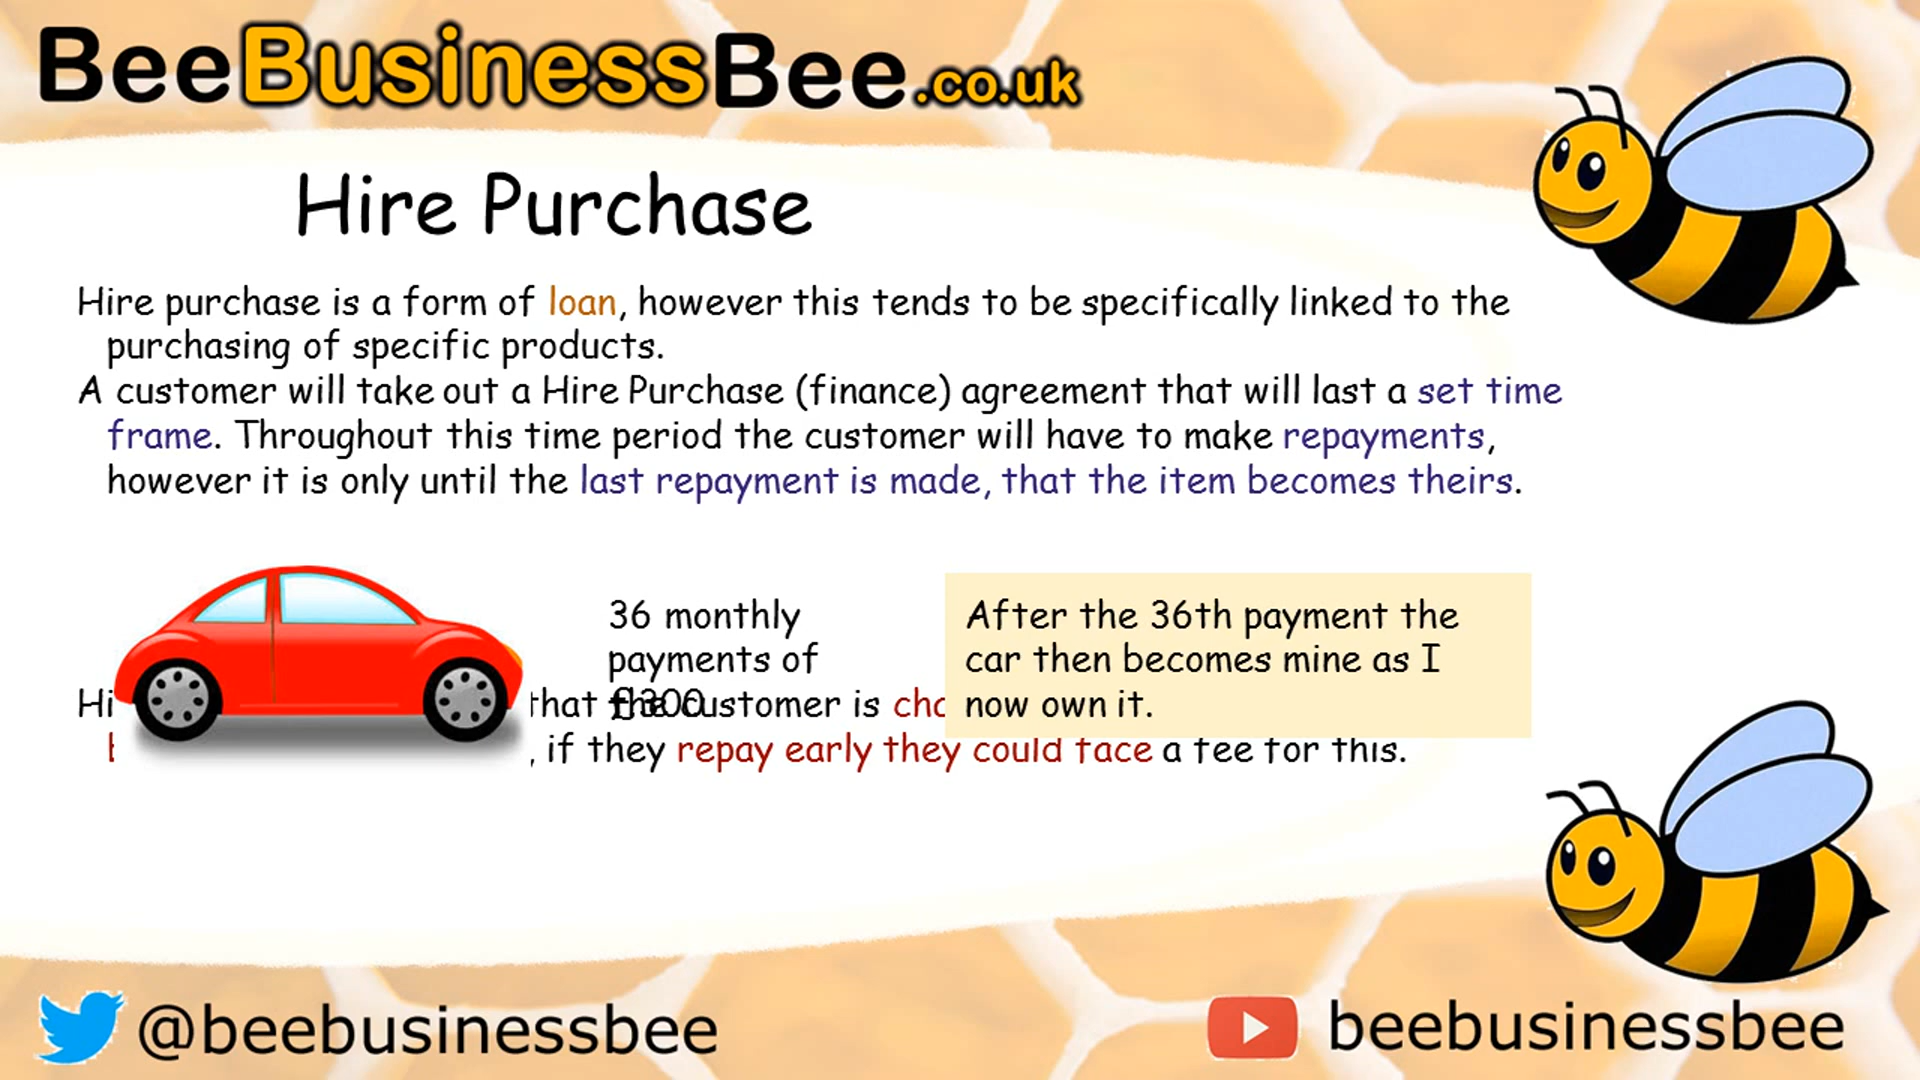 BeeBusinessBee.co.uk
Hire Purchase
Hire purchase is a form of loan, however this tends to be specifically linked to the
purchasing of specific products.
A customer will take out a Hire Purchase (finance) agreement that will last a set time
frame. Throughout this time period the customer will have to make repayments,
however it is only until the last repayment is made, that the item becomes theirs.
36 monthly
payments of
£300
After the 36th payment the
car then becomes mine as I
now own it.
that the customer is
, if they repay early they could face a fee for this.
@beebusinessbee
beebusinessbee